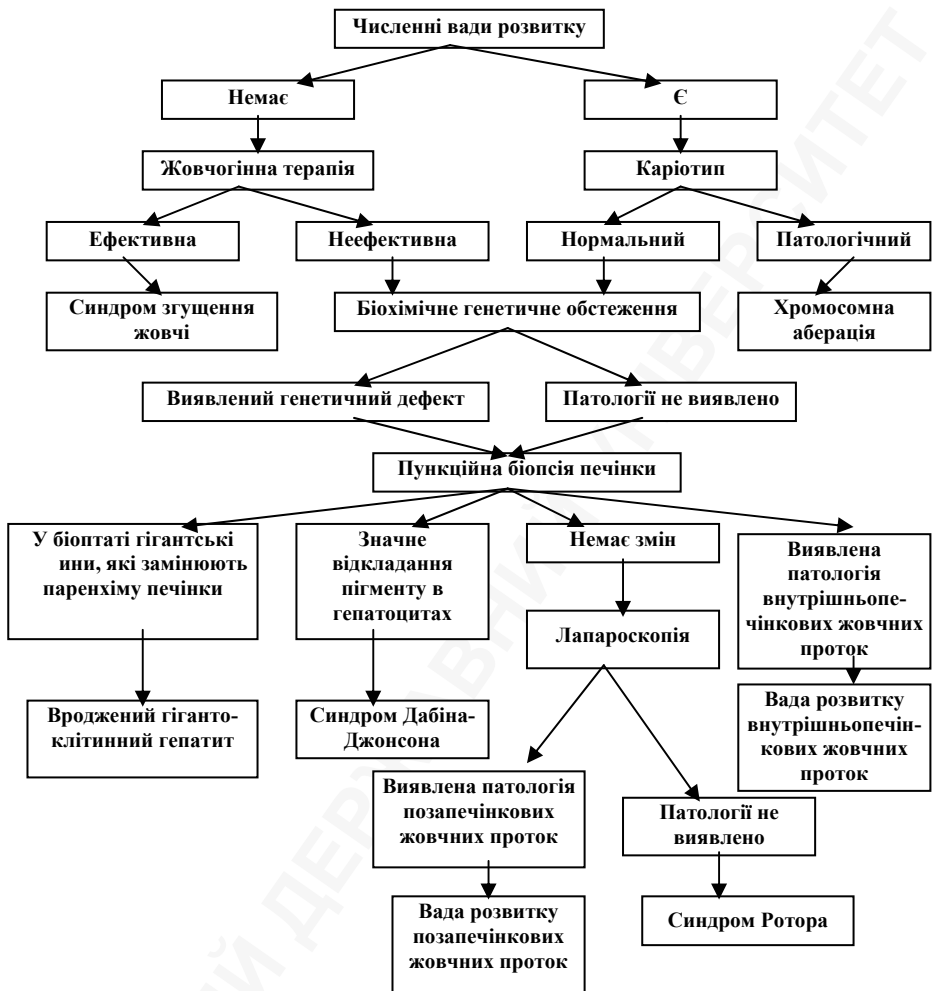 Численні вади розвитку
Немає
Є
Жовчогінна терапія
Каріотип
Ефективна
Неефективна
Нормальний
Патологічний
Синдром згущення
жовчі
Біохімічне генетичне обстеження
Хромосомна
аберація
Виявлений генетичний дефект
Патології не виявлено
Пункційна біопсія печінки
У біоптаті гігантські
ини, які замінюють
паренхіму печінки
Значне
відкладання
пігменту в
гепатоцитах
Немає змін
Виявлена
патологія
внутрішньопе-
чінкових жовчних
проток
Лапароскопія
Вроджений гіганто-
клітинний гепатит
Синдром Дабіна-
Джонсона
Вада розвитку
внутрішньопечін-
кових жовчних
проток
Виявлена патологія
позапечінкових
жовчних проток
Патології не
виявлено
Вада розвитку
позапечінкових
жовчних проток
Синдром Ротора
ИЙ ДЕРЖАВНИЙ УНІВЕРСИТЕТ